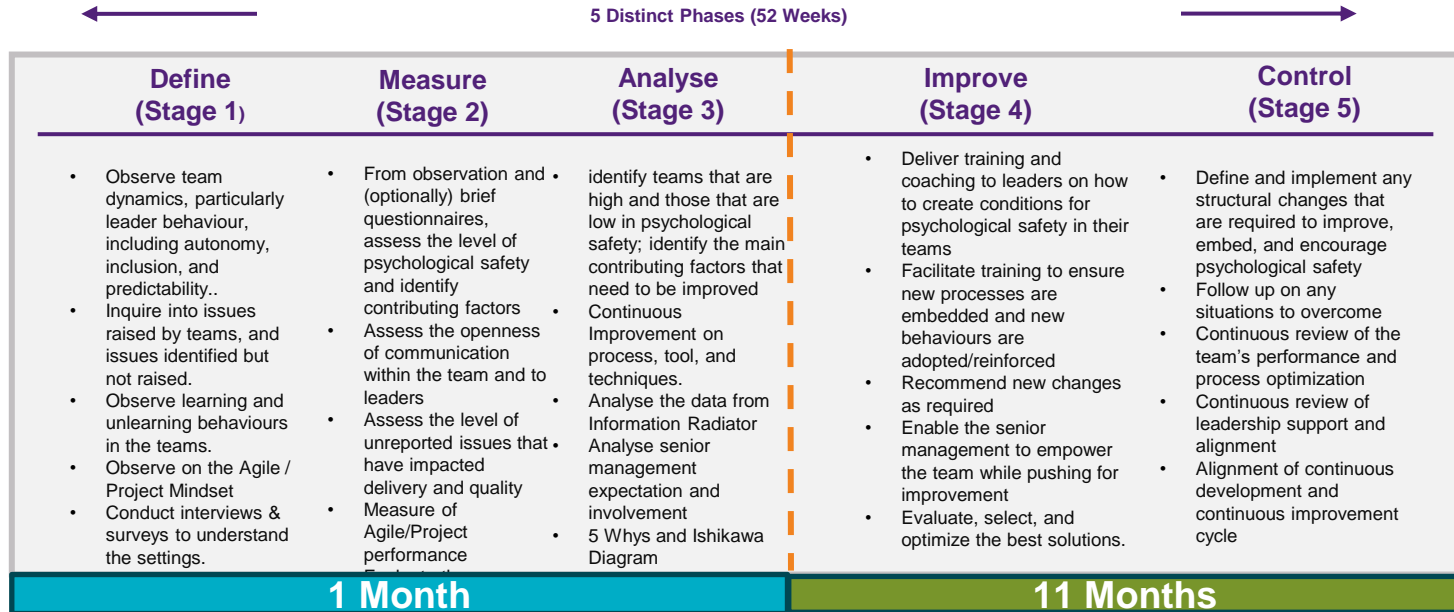 5 Distinct Phases (52 Weeks)
Define
(Stage 1)
• Observe team
dynamics, particularly
leader behaviour,
including autonomy,
inclusion, and
predictability..
• Inquire into issues
raised by teams, and
issues identified but
not raised.
• Observe learning and
unlearning behaviours
in the teams.
• Observe on the Agile /
Project Mindset
• Conduct interviews &
surveys to understand
the settings.
Measure
(Stage 2)
• From observation and
(optionally) brief
questionnaires,
assess the level of
psychological safety
and identify
contributing factors
• Assess the openness
of communication
within the team and to
leaders
• Assess the level of
unreported issues that
have impacted
delivery and quality
• Measure of
Agile/Project
performance
Analyse
(Stage 3)
• identify teams that are
high and those that are
low in psychological
safety; identify the main
contributing factors that
need to be improved
• Continuous
Improvement on
process, tool, and
techniques.
• Analyse the data from
Information Radiator
• Analyse senior
management
expectation and
involvement
• 5 Whys and Ishikawa
Diagram
Improve
(Stage 4)
• Deliver training and
coaching to leaders on how
to create conditions for
psychological safety in their
teams
• Facilitate training to ensure
new processes are
embedded and new
behaviours are
adopted/reinforced
• Recommend new changes
as required
• Enable the senior
management to empower
the team while pushing for
improvement
• Evaluate, select, and
optimize the best solutions.
Control
(Stage 5)
• Define and implement any
structural changes that
are required to improve,
embed, and encourage
psychological safety
• Follow up on any
situations to overcome
• Continuous review of the
team's performance and
process optimization
• Continuous review of
leadership support and
alignment
• Alignment of continuous
development and
continuous improvement
cycle
1 Month
11 Months